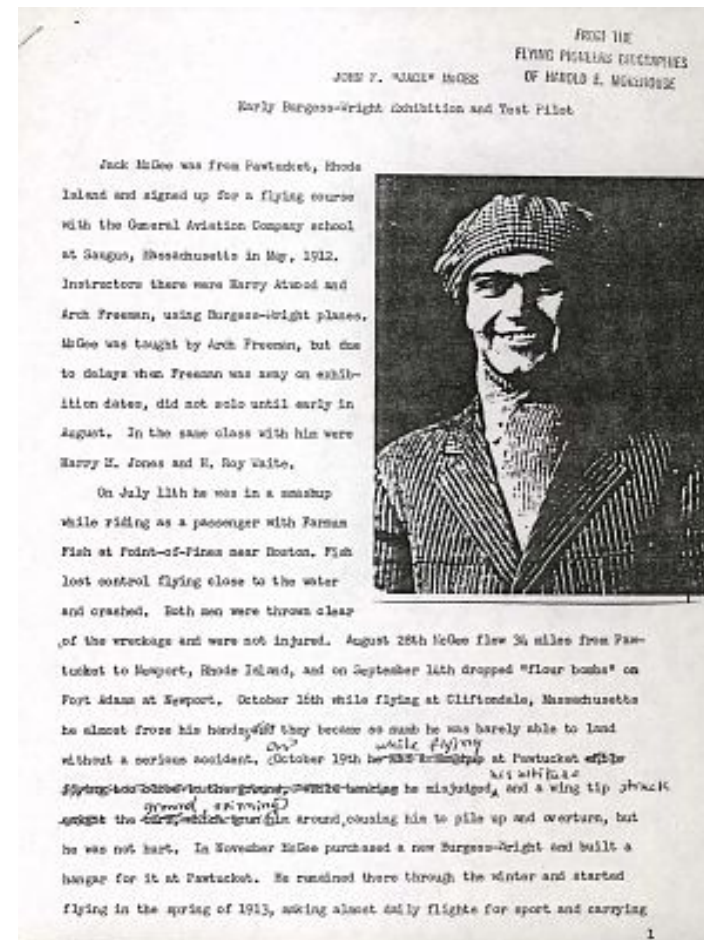 FROM THE
FLYING PIONEERS BIOGRAPHIES
OF HAROLD E. MOREHOUSE
JOHN F. "JACK" McGEE
Early Burgess-Wright Exhibition and Test Pilot
Jack McGee was from Pawtucket, Rhode
Island and signed up for a flying course
with the General Aviation Company school
at Saugus, Massachusetts in May, 1912.
Instructors there were Harry Atwood and
Arch Freeman, using Burgess-Wright planes.
McGee was taught by Arch Freeman, but due
to delays when Freeman was away on exhib-
ition dates, did not solo until early in
August. In the same class with him were
Harry M. Jones and H. Roy Waite.
On July 11th he was in a smashup
while riding as a passenger with Farnum
Fish at Point-of-Pines near Boston. Fish
lost control flying close to the water
and crashed. Both men were thrown clear
of the wreckage and were not injured. August 28th McGee flew 34 miles from Paw-
tucket to Newport, Rhode Island, and on September 14th dropped "flour bombs" on
Fort Adams at Newport. October 16th while flying at Cliftondale, Massachusetts
he almost froze his hands, they became so numb he was barely able to land
on while flying
without a serious accident. October 19th he at Pawtucket
his altitude
he misjudged, and a wing tip struck
ground, spinning
the him around, causing him to pile up and overturn, but
he was not hurt. In November McGee purchased a new Burgess-Wright and built a
hangar for it at Pawtucket. He remained there through the winter and started
flying in the spring of 1913, making almost daily flights for sport and carrying
1